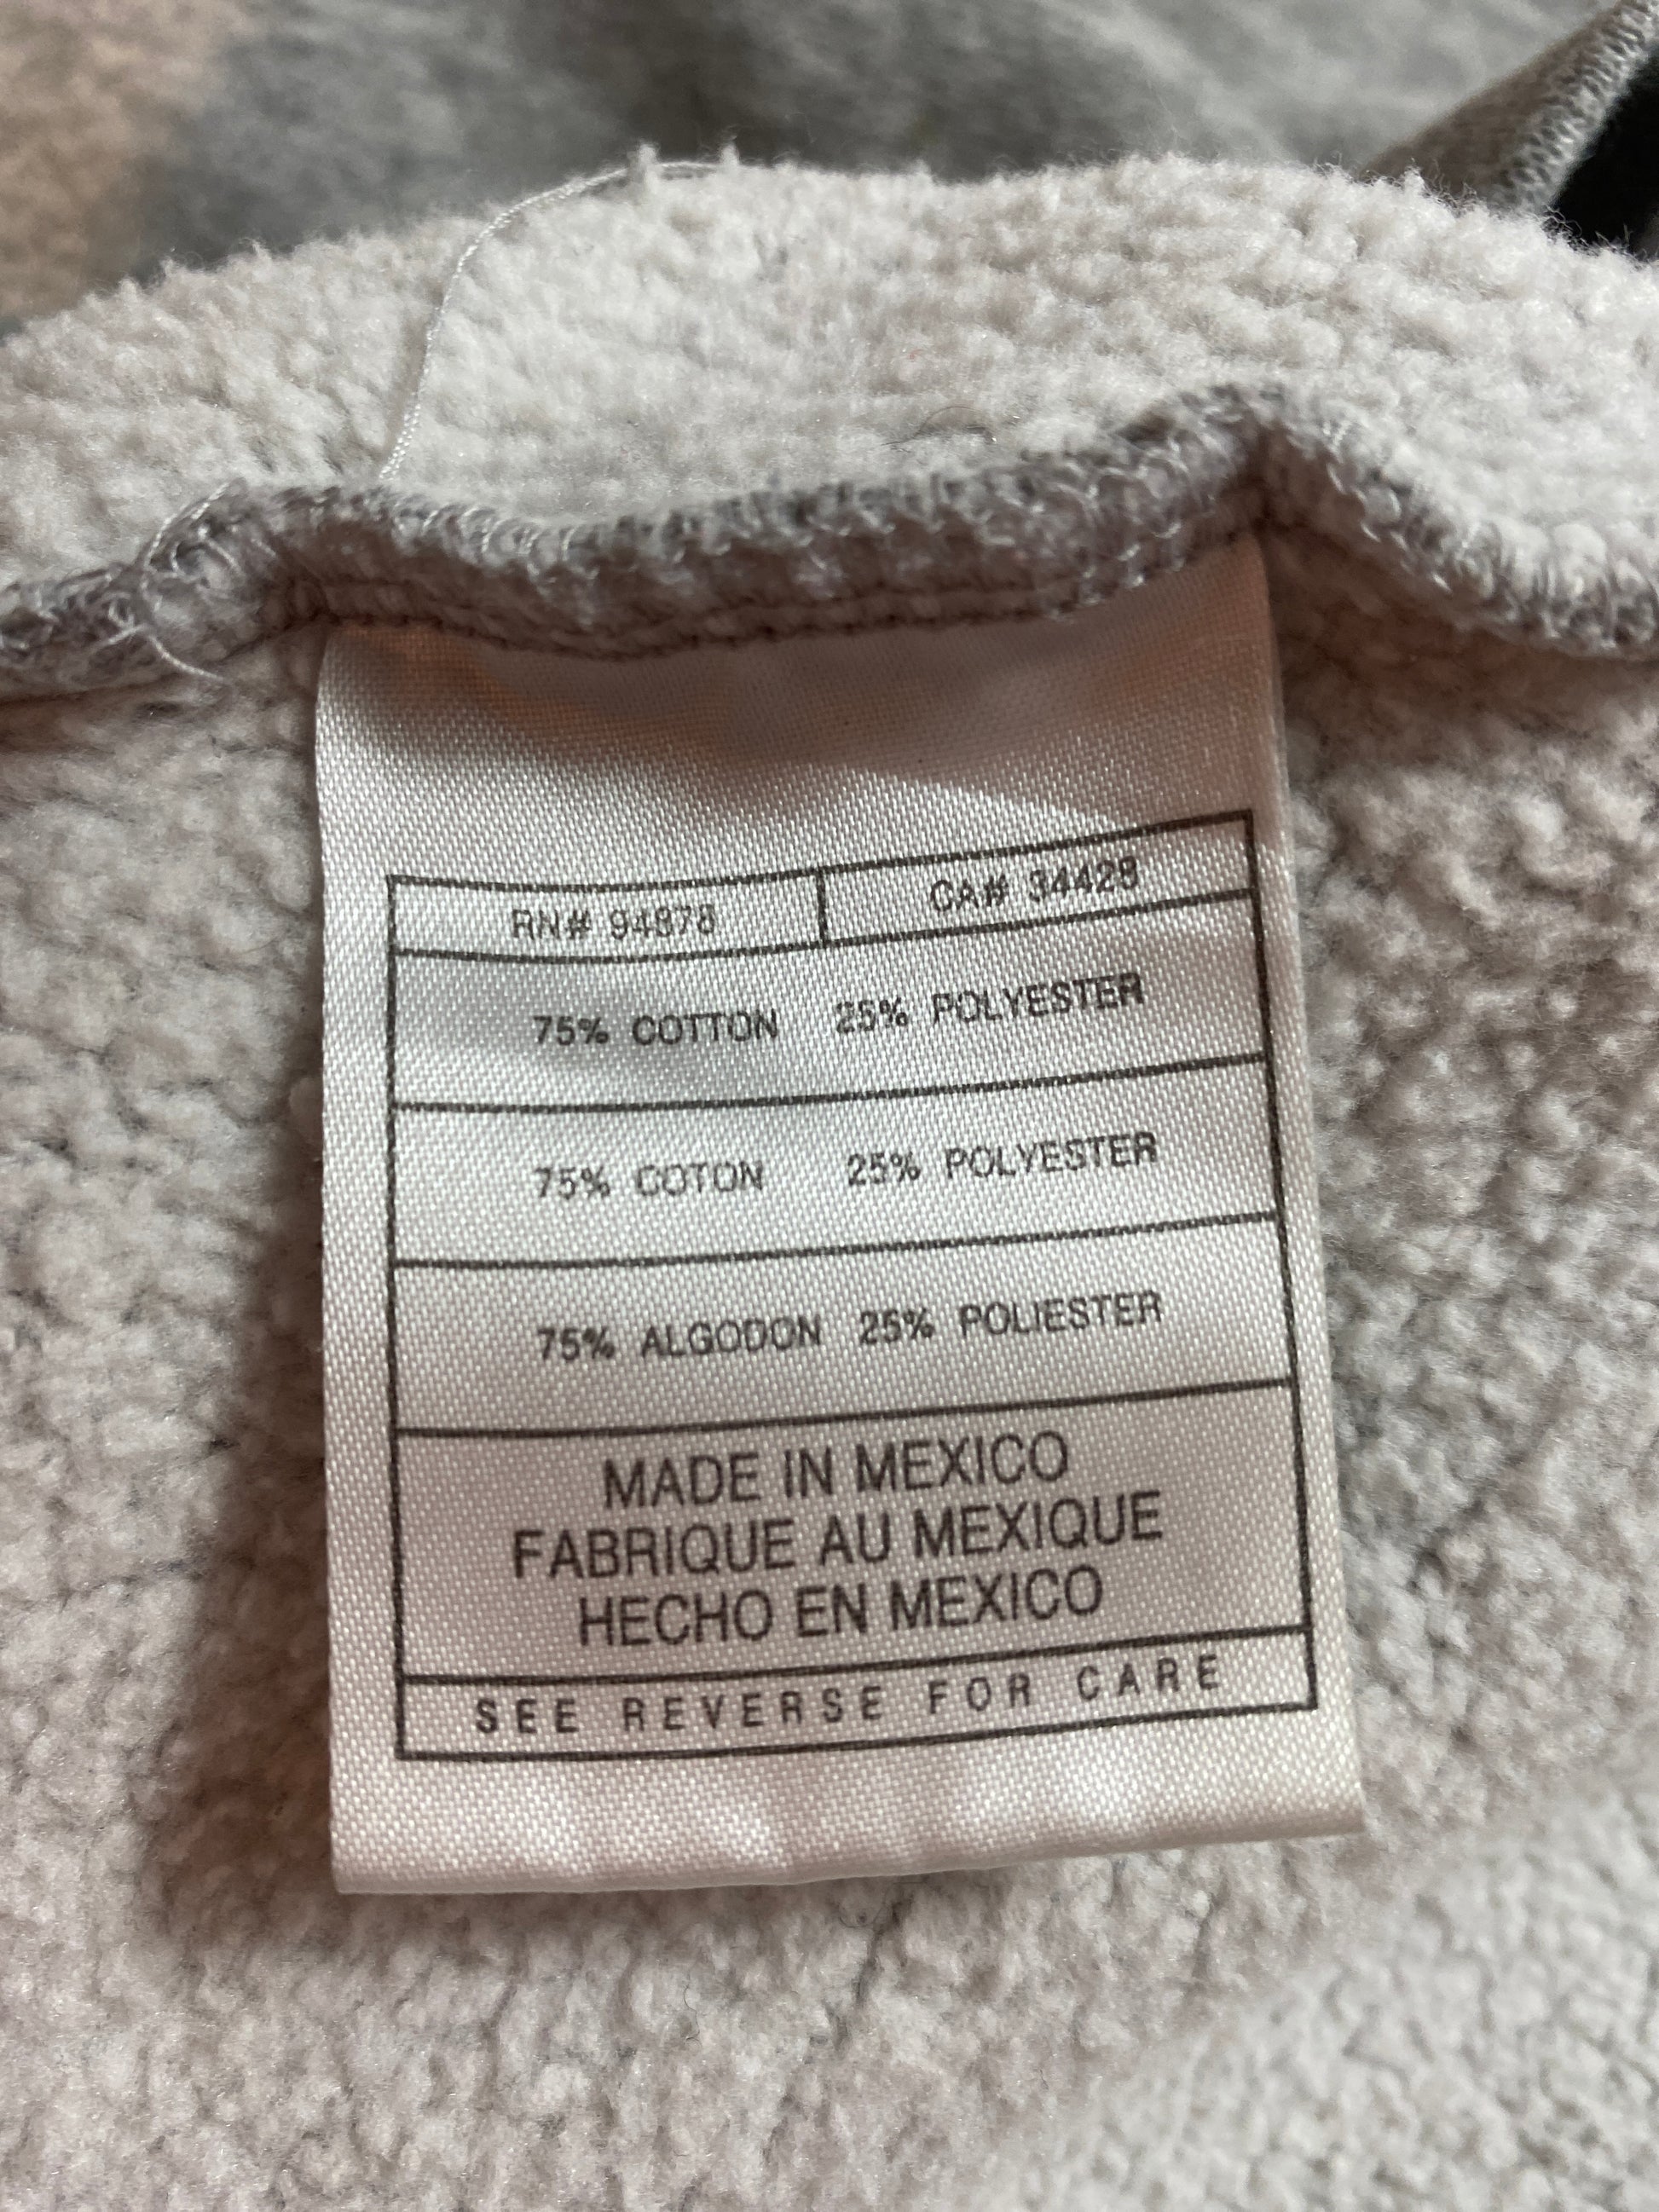 RN# 94878 CA# 34428
75% COTTON 25% POLYESTER
75% COTON 25% POLYESTER
75% ALGODON 25% POLIESTER
MADE IN MEXICO
FABRIQUE AU MEXIQUE
HECHO EN MEXICO
SEE REVERSE FOR CARE